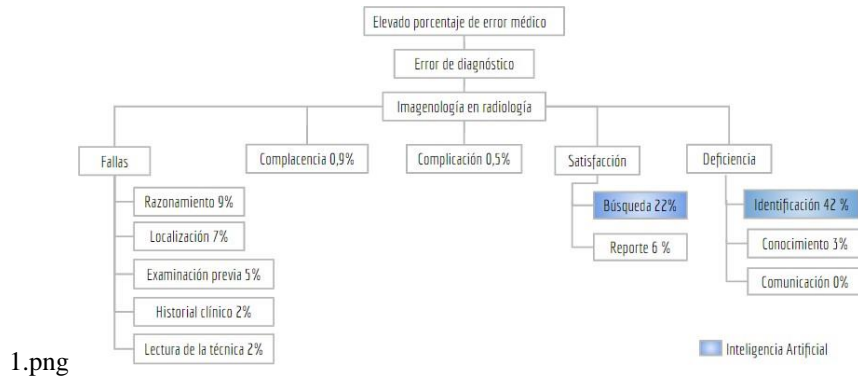 Elevado porcentaje de error médico
Error de diagnóstico
Imagenología en radiología
Fallas
Complacencia 0,9%
Complicación 0,5%
Satisfacción
Deficiencia
Razonamiento 9%
Localización 7%
Examinación previa 5%
Historial clínico 2%
Lectura de la técnica 2%
Búsqueda 22%
Reporte 6 %
Identificación 42 %
Conocimiento 3%
Comunicación 0%
Inteligencia Artificial
1.png